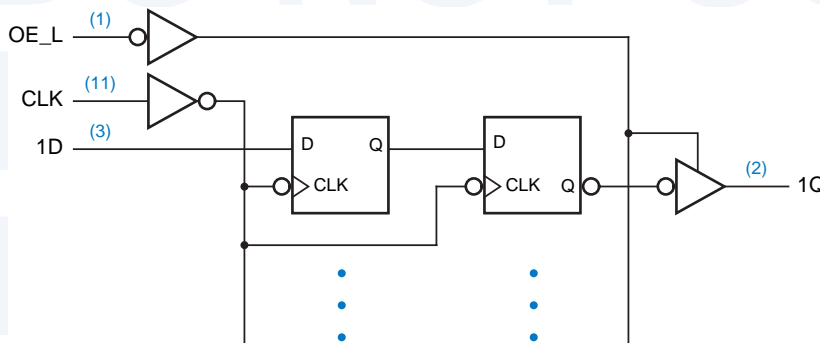 OE_L (1)
CLK (11)
1D (3)
D Q D
CLK CLK Q (2) 1Q